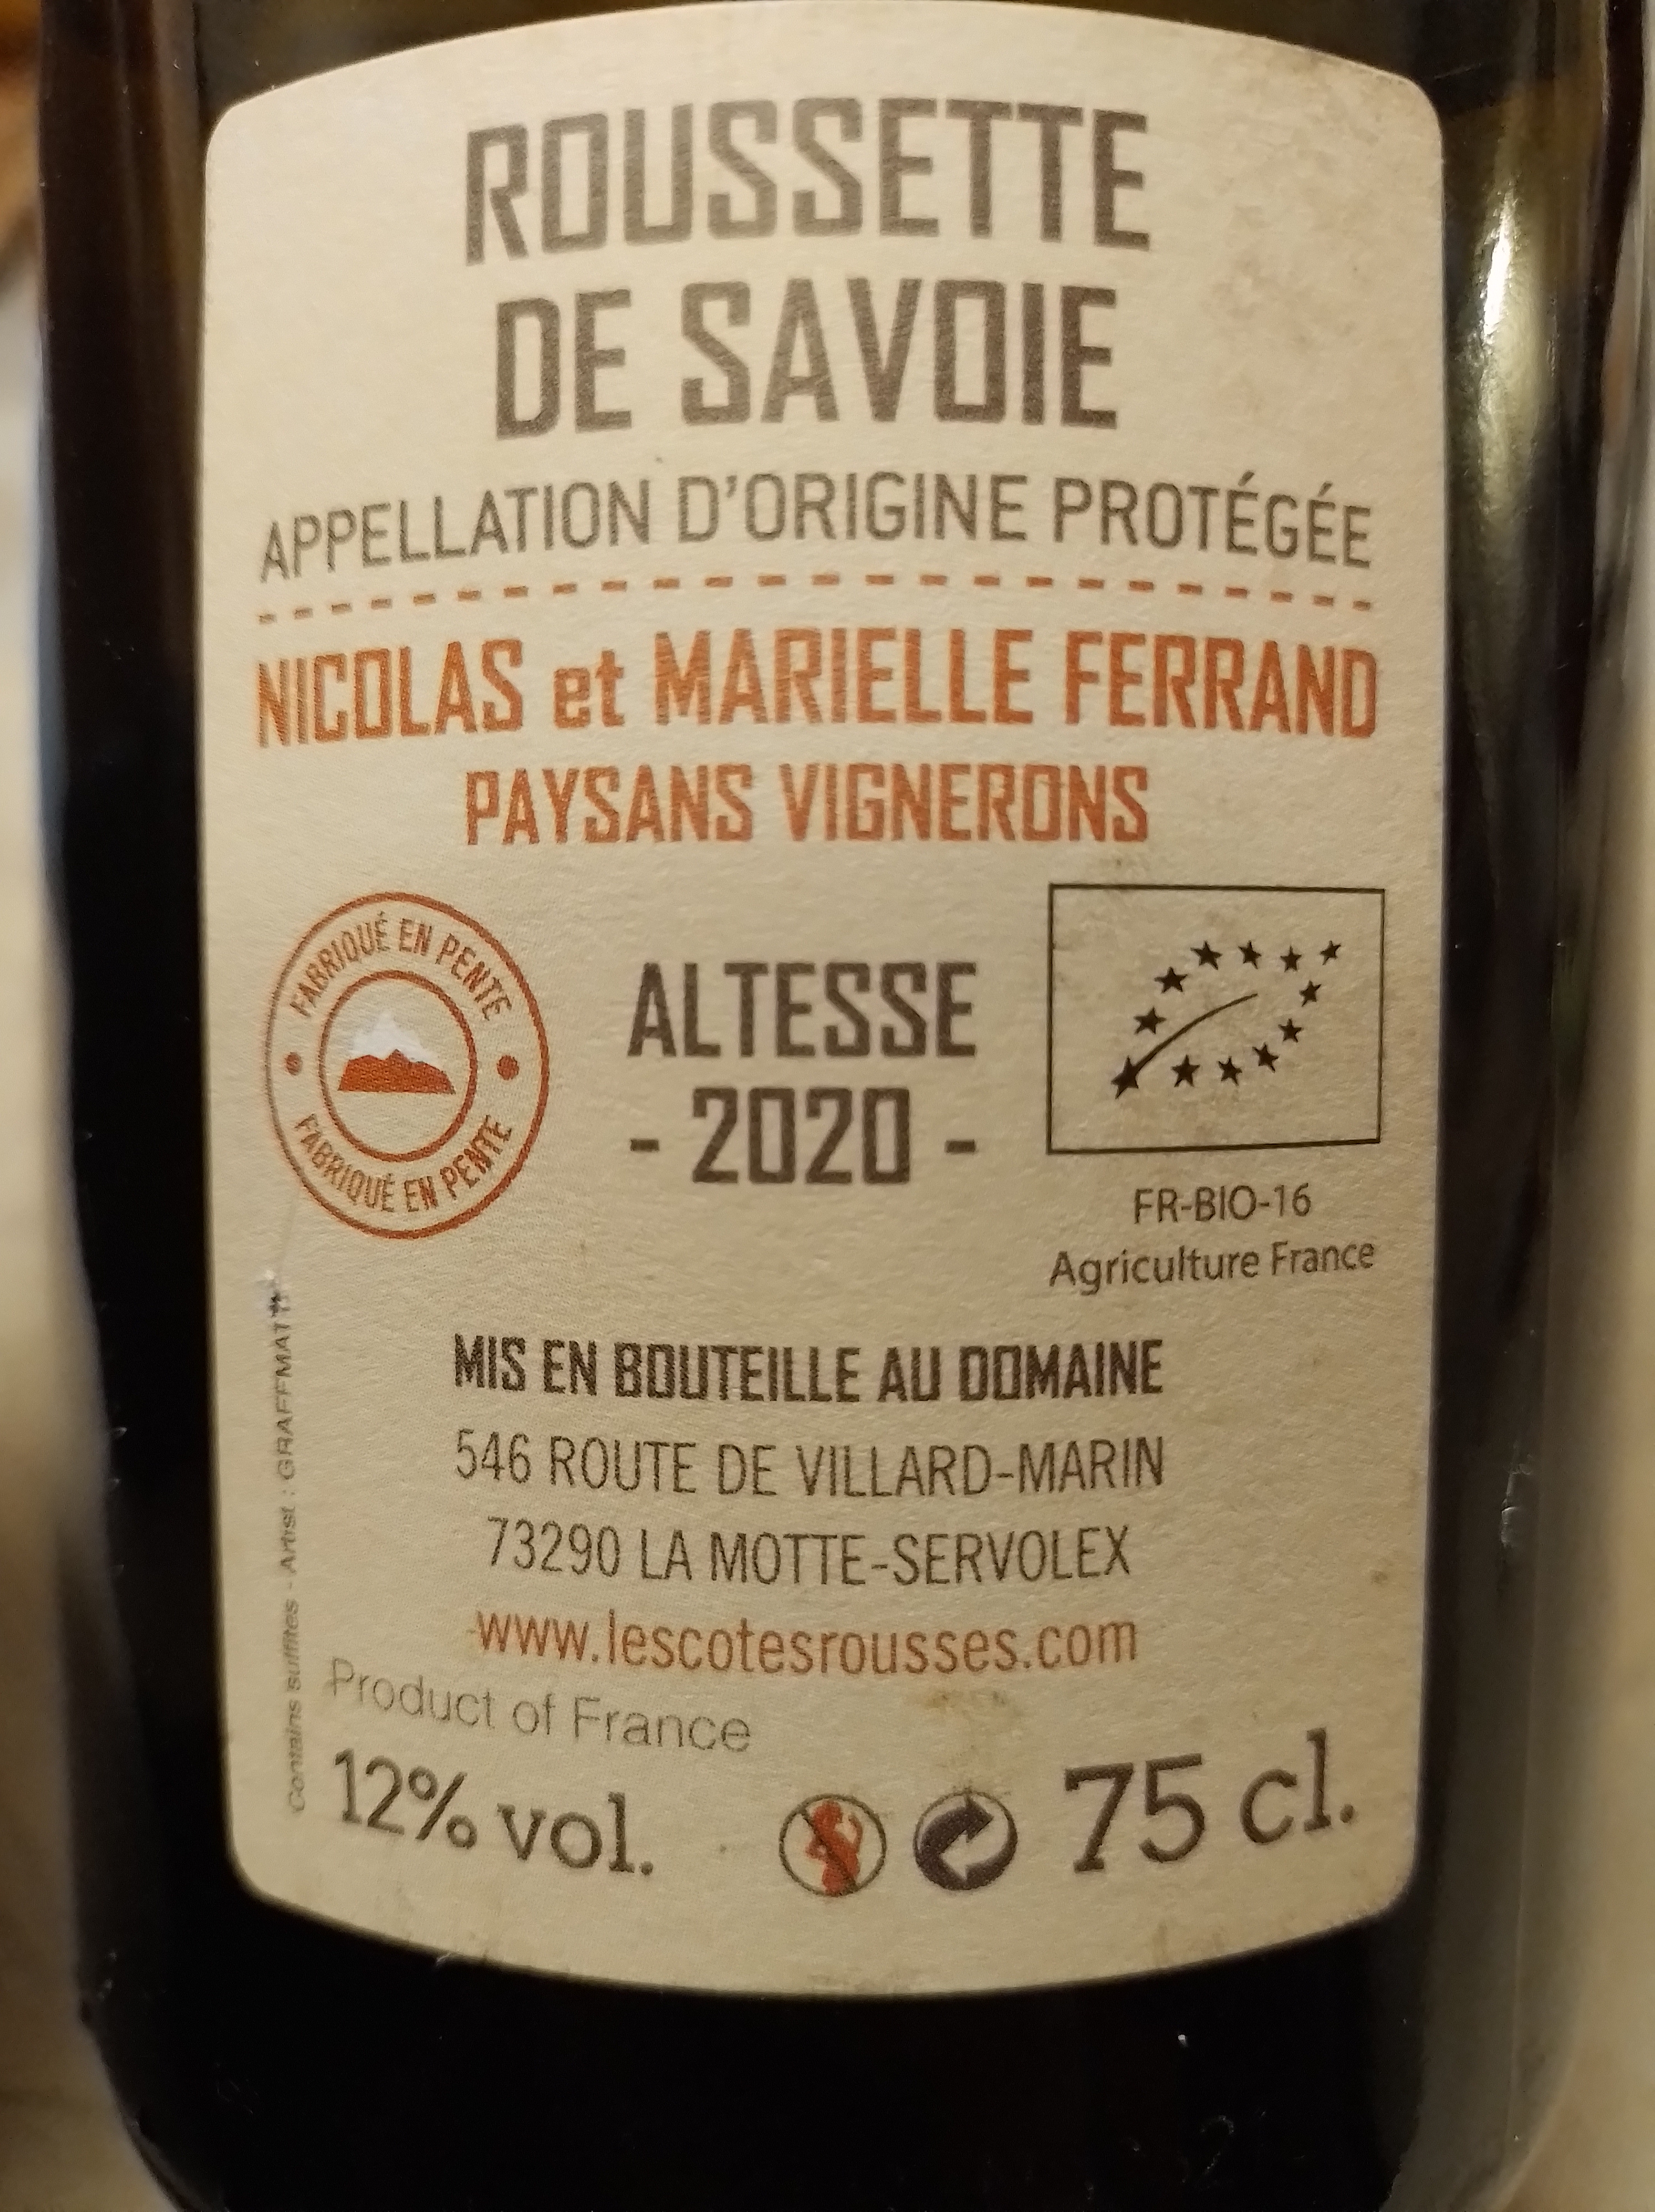 ROUSSETTE
DE SAVOIE
APPELLATION D'ORIGINE PROTÉGÉE
NICOLAS et MARIELLE FERRAND
PAYSANS VIGNERONS
FABRIQUÉ EN PENTE
FABRIQUÉ EN PENTE
ALTESSE
- 2020 -
FR-BIO-16
Agriculture France
MIS EN BOUTEILLE AU DOMAINE
546 ROUTE DE VILLARD-MARIN
73290 LA MOTTE-SERVOLEX
www.lescotesrousses.com
Product of France
12% vol.
75 cl.
Contains sulfites - Artist :